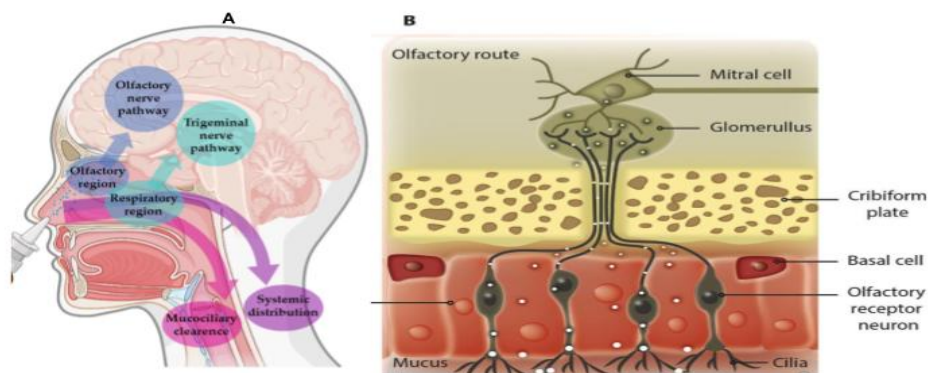 A
B
Olfactory
nerve
pathway
Trigeminal
nerve
pathway
Olfactory
region
Respiratory
region
Mucociliary
clearence
Systemic
distribution
Olfactory route
Mitral cell
Glomerullus
Cribiform
plate
Basal cell
Olfactory
receptor
neuron
Mucus
Cilia